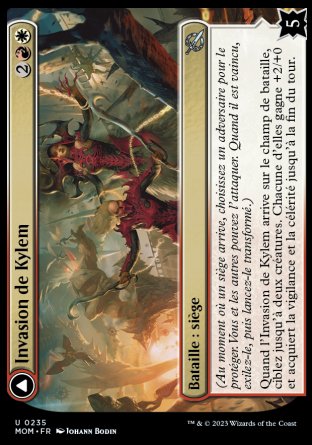 Invasion de Kylem
2
Bataille : siège
(Au moment où un siège arrive, choisissez un adversaire pour le
protéger. Vous et les autres pouvez l'attaquer. Quand il est vaincu,
exilez-le, puis lancez-le transformé.)
Quand l'Invasion de Kylem arrive sur le champ de bataille,
ciblez jusqu'à deux créatures. Chacune d'elles gagne +2/+0
et acquiert la vigilance et la célérité jusqu'à la fin du tour.
5
U 0235
MOM • FR JOHANN BODIN
™ & © 2023 Wizards of the Coast